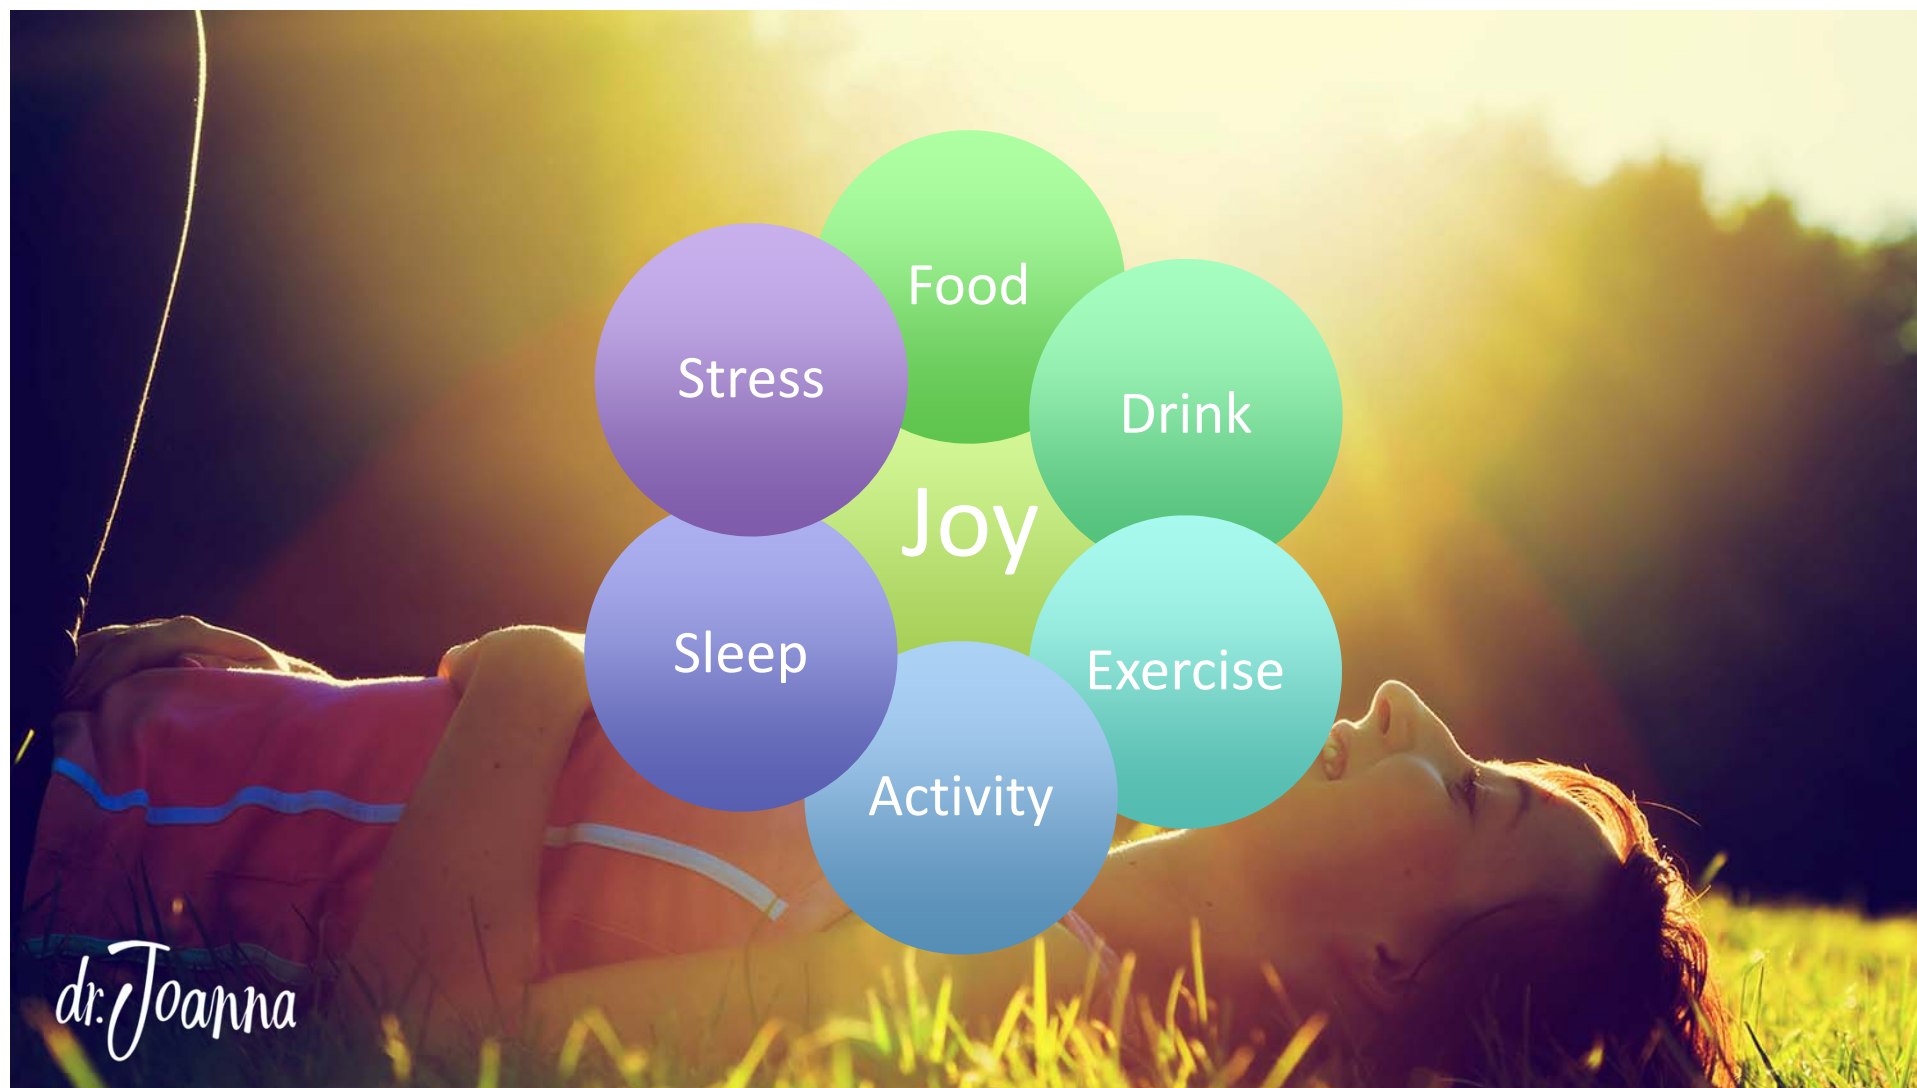 Food
Stress
Drink
Joy
Sleep
Exercise
Activity
dr. Joanna